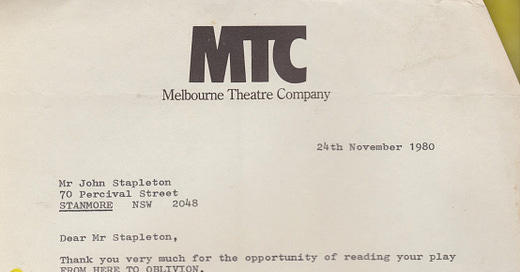 MTC
Melbourne Theatre Company
24th November 1980
Mr John Stapleton
70 Percival Street
STANMORE NSW 2048
Dear Mr Stapleton,
Thank you very much for the opportunity of reading your play
FROM HERE TO OBLIVION.